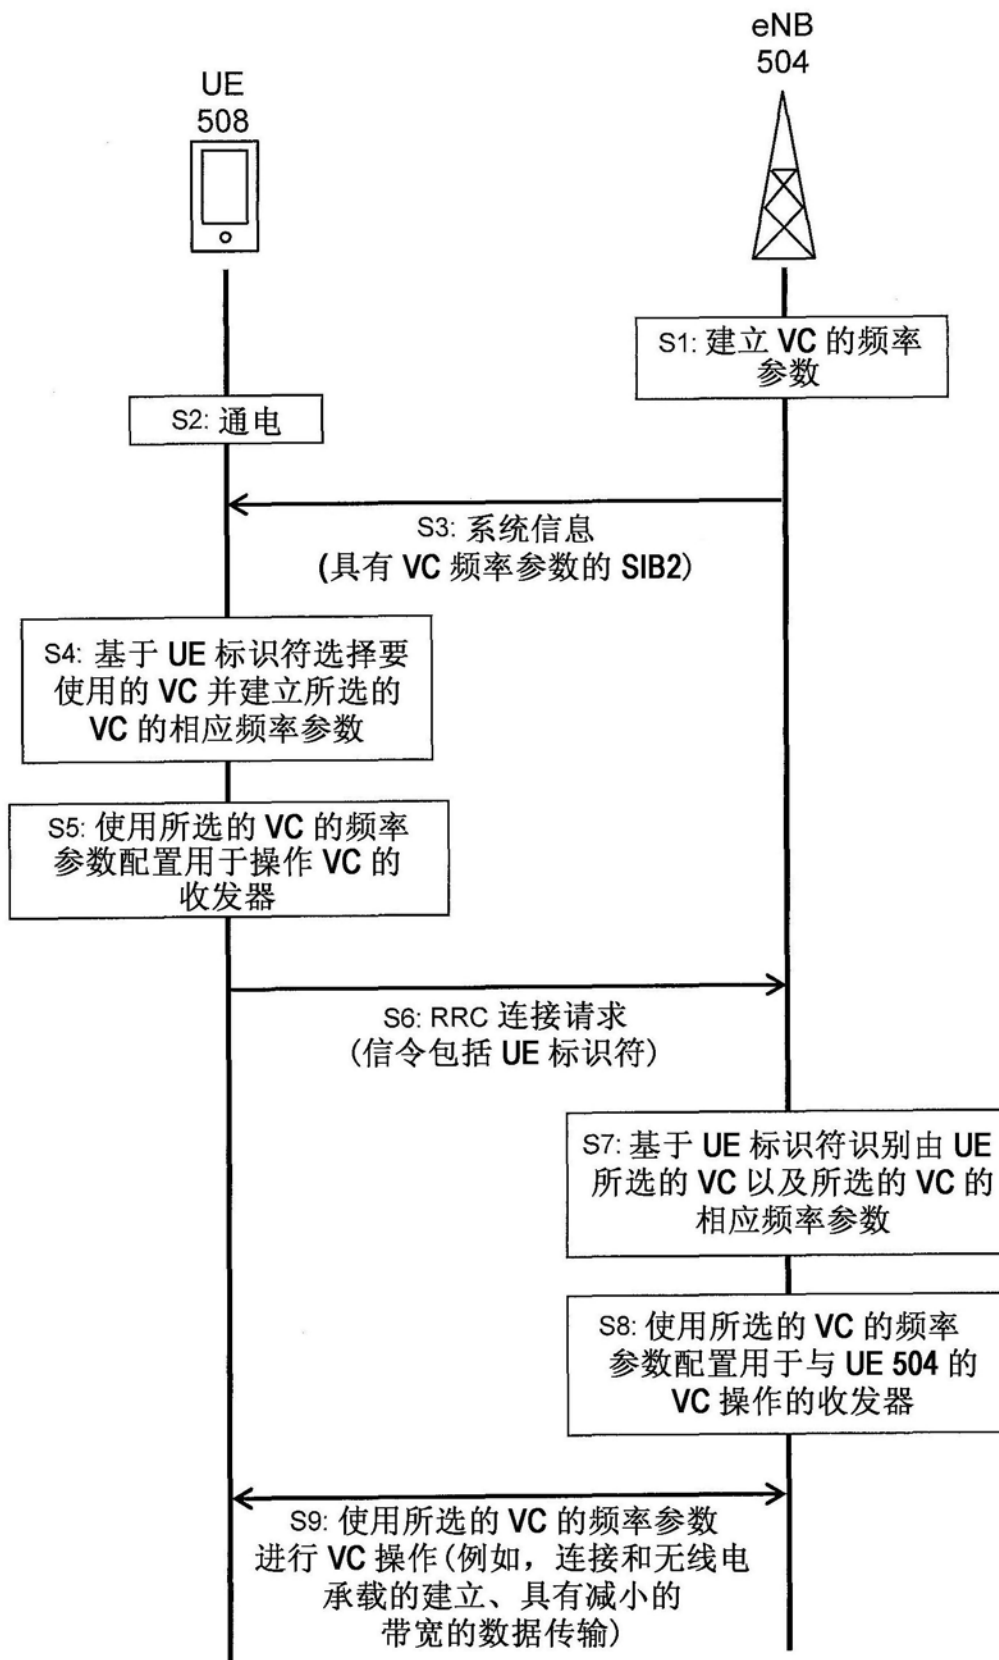 eNB
504
UE
508
S1: 建立 VC 的频率
参数
S2: 通电
S3: 系统信息
(具有 VC 频率参数的 SIB2)
S4: 基于 UE 标识符选择要
使用的 VC 并建立所选的
VC 的相应频率参数
S5: 使用所选的 VC 的频率
参数配置用于操作 VC 的
收发器
S6: RRC 连接请求
(信令包括 UE 标识符)
S7: 基于 UE 标识符识别由 UE
所选的 VC 以及所选的 VC 的
相应频率参数
S8: 使用所选的 VC 的频率
参数配置用于与 UE 504 的
VC 操作的收发器
S9: 使用所选的 VC 的频率参数
进行 VC 操作(例如，连接和无线电
承载的建立、具有减小的
带宽的数据传输)